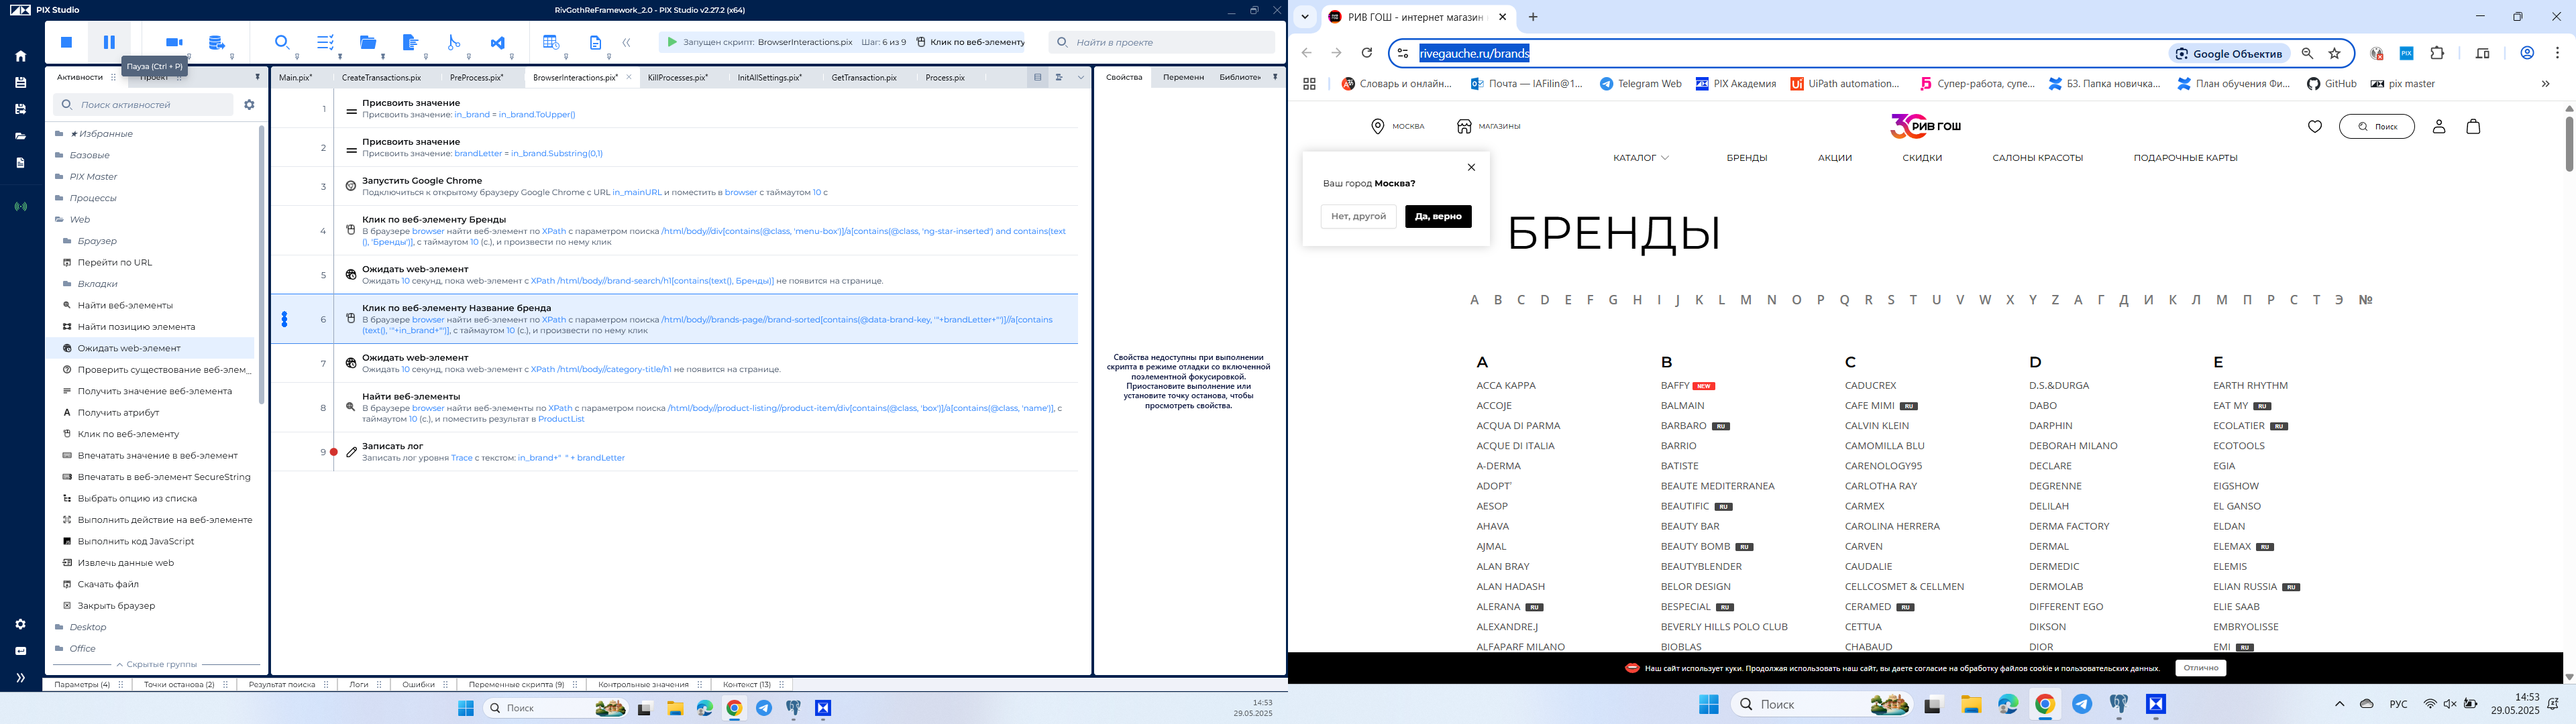 PIX Studio
RivGothReFramework_2.0 - PIX Studio v2.27.2 (x64)
Запущен скрипт: BrowserInteractions.pix Шаг: 6 из 9 Клик по веб-элементу
Найти в проекте
Пауза (Ctrl + P)
Активности
Поиск активностей
★ Избранные
Базовые
PIX Master
Процессы
Web
Браузер
Перейти по URL
Вкладки
Найти веб-элементы
Найти позицию элемента
Ожидать web-элемент
Проверить существование веб-элем...
Получить значение веб-элемента
Получить атрибут
Клик по веб-элементу
Впечатать значение в веб-элемент
Впечатать в веб-элемент SecureString
Выбрать опцию из списка
Выполнить действие на веб-элементе
Выполнить код JavaScript
Извлечь данные web
Скачать файл
Закрыть браузер
Desktop
Office
Скрытые группы
Main.pix* CreateTransactions.pix PreProcess.pix* BrowserInteractions.pix* KillProcesses.pix* InitAllSettings.pix* GetTransaction.pix Process.pix
1 Присвоить значение
Присвоить значение: in_brand = in_brand.ToUpper()
2 Присвоить значение
Присвоить значение: brandLetter = in_brand.Substring(0,1)
3 Запустить Google Chrome
Подключиться к открытому браузеру Google Chrome с URL in_mainURL и поместить в browser с таймаутом 10 с
4 Клик по веб-элементу Бренды
В браузере browser найти веб-элемент по XPath с параметром поиска /html/body//div[contains(@class, 'menu-box')]/a[contains(@class, 'ng-star-inserted') and contains(text
(), 'Бренды')], с таймаутом 10 (с.), и произвести по нему клик
5 Ожидать web-элемент
Ожидать 10 секунд, пока web-элемент с XPath /html/body//brand-search/h1[contains(text(), Бренды)] не появится на странице.
6 Клик по веб-элементу Название бренда
В браузере browser найти веб-элемент по XPath с параметром поиска /html/body//brands-page//brand-sorted[contains(@data-brand-key, '"+brandLetter+"')]//a[contains
(text(), '"+in_brand+"')], с таймаутом 10 (с.), и произвести по нему клик
7 Ожидать web-элемент
Ожидать 10 секунд, пока web-элемент с XPath /html/body//category-title/h1 не появится на странице.
8 Найти веб-элементы
В браузере browser найти веб-элементы по XPath с параметром поиска /html/body//product-listing//product-item/div[contains(@class, 'box')]/a[contains(@class, 'name')], с
таймаутом 10 (с.), и поместить результат в ProductList
9 Записать лог
Записать лог уровня Trace с текстом: in_brand+" " + brandLetter
Свойства Переменн Библиотек
Свойства недоступны при выполнении
скрипта в режиме отладки со включенной
поэлементной фокусировкой.
Приостановите выполнение или
установите точку останова, чтобы
просмотреть свойства.
Параметры (4) Точки останова (2) Результат поиска Логи Ошибки Переменные скрипта (9) Контрольные значения Контекст (13)
Поиск
14:53
29.05.2025
РИВ ГОШ - интернет магазин
rivegauche.ru/brands
Google Объектив
Словарь и онлайн... Почта — IAFilin@1... Telegram Web PIX Академия UiPath automation... Супер-работа, супе... БЗ. Папка новичка... План обучения Фи... GitHub pix master
МОСКВА МАГАЗИНЫ
РИВ ГОШ
Поиск
КАТАЛОГ БРЕНДЫ АКЦИИ СКИДКИ САЛОНЫ КРАСОТЫ ПОДАРОЧНЫЕ КАРТЫ
Ваш город Москва?
Нет, другой Да, верно
БРЕНДЫ
A B C D E F G H I J K L M N O P Q R S T U V W X Y Z А Г Д И К Л М П Р С Т Э №
A B C D E
ACCA KAPPA BAFFY NEW CADUCREX D.S.&DURGA EARTH RHYTHM
ACCOJE BALMAIN CAFE MIMI RU DABO EAT MY RU
ACQUA DI PARMA BARBARO RU CALVIN KLEIN DARPHIN ECOLATIER RU
ACQUE DI ITALIA BARRIO CAMOMILLA BLU DEBORAH MILANO ECOTOOLS
A-DERMA BATISTE CARENOLOGY95 DECLARE EGIA
ADOPT' BEAUTE MEDITERRANEA CARLOTHA RAY DEGRENNE EIGSHOW
AESOP BEAUTIFIC RU CARMEX DELILAH EL GANSO
AHAVA BEAUTY BAR CAROLINA HERRERA DERMA FACTORY ELDAN
AJMAL BEAUTY BOMB RU CARVEN DERMAL ELEMAX RU
ALAN BRAY BEAUTYBLENDER CAUDALIE DERMEDIC ELEMIS
ALAN HADASH BELOR DESIGN CELLCOSMET & CELLMEN DERMOLAB ELIAN RUSSIA RU
ALERANA RU BESPECIAL RU CERAMED RU DIFFERENT EGO ELIE SAAB
ALEXANDRE.J BEVERLY HILLS POLO CLUB CETTUA DIKSON EMBRYOLISSE
ALFAPARF MILANO BIOBLAS CHABAUD DIOR EMI RU
Наш сайт использует куки. Продолжая использовать наш сайт, вы даете согласие на обработку файлов cookie и пользовательских данных. Отлично
Поиск
РУС
14:53
29.05.2025